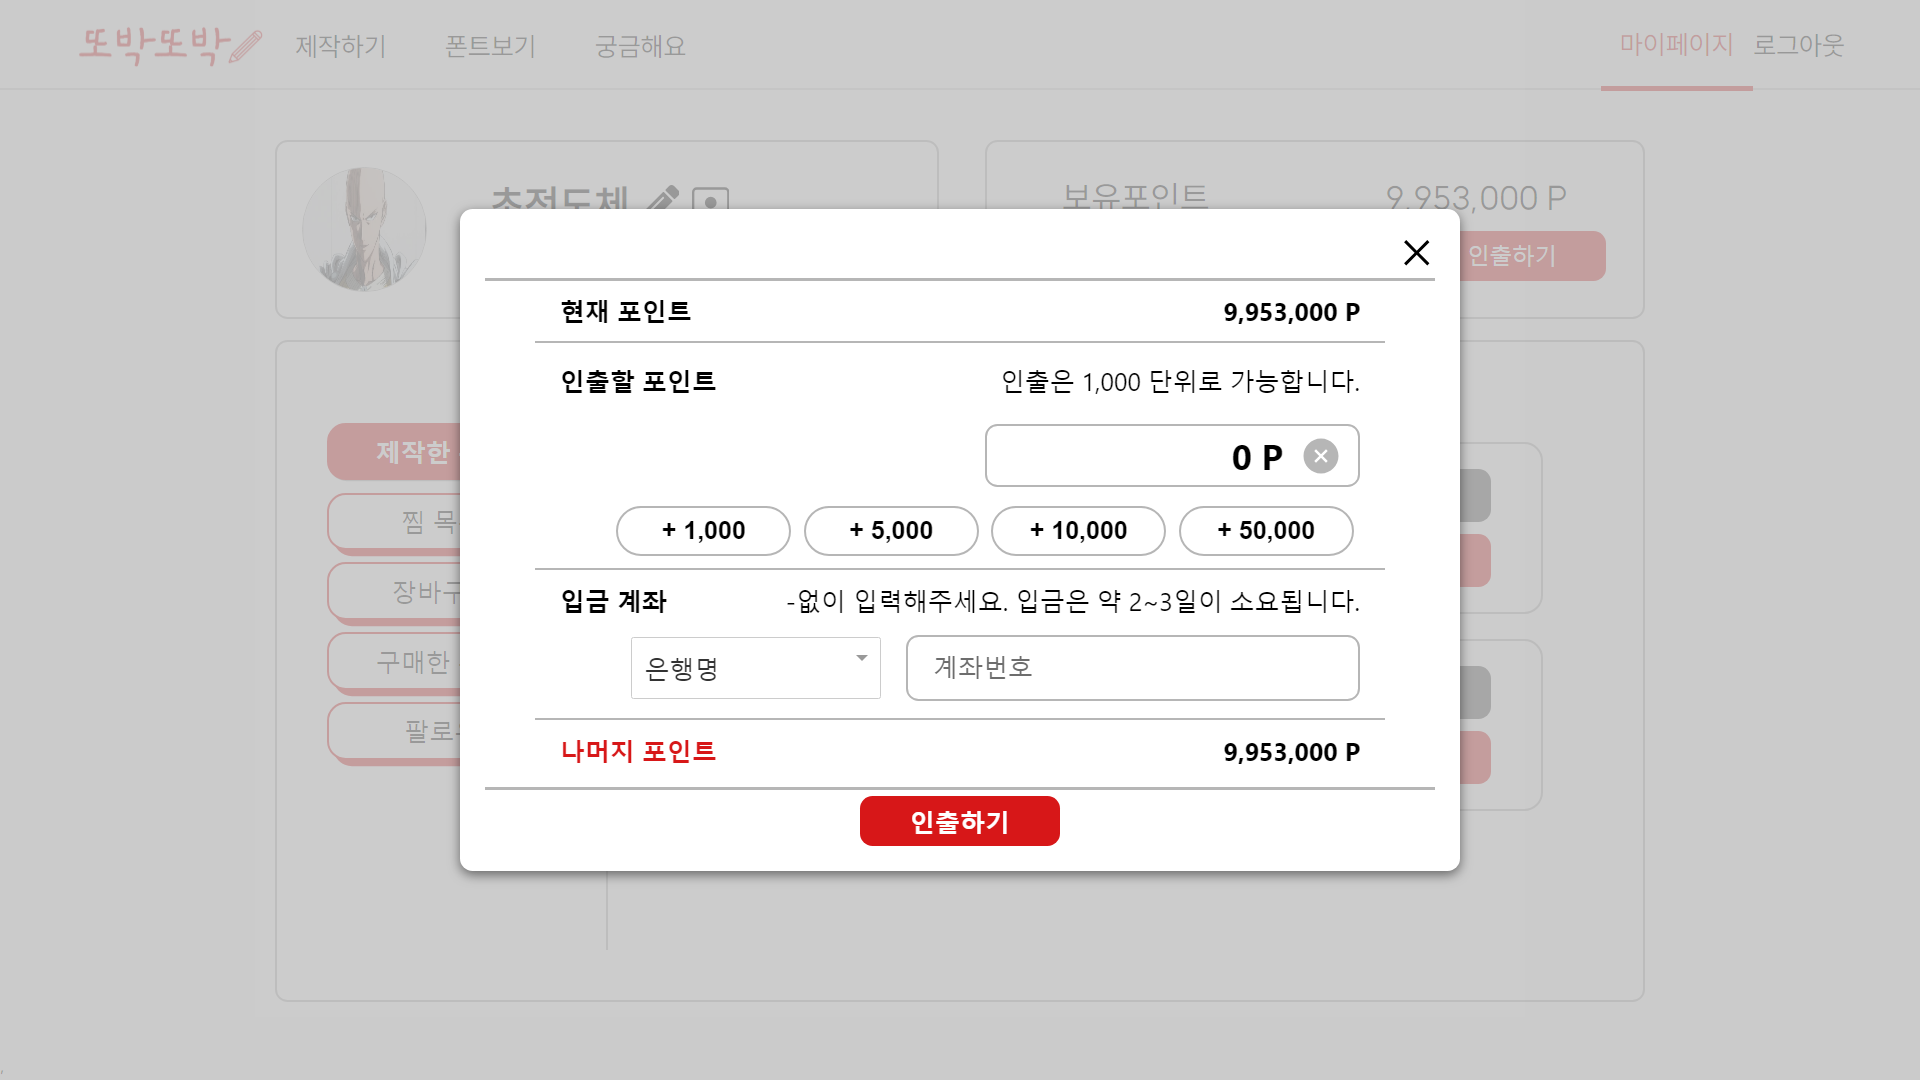 또박또박 제작하기 폰트보기 궁금해요 마이페이지 로그아웃
보유포인트 9,953,000 P
인출하기
현재 포인트 9,953,000 P
인출할 포인트 인출은 1,000 단위로 가능합니다.
0 P
+ 1,000 + 5,000 + 10,000 + 50,000
입금 계좌 -없이 입력해주세요. 입금은 약 2~3일이 소요됩니다.
은행명 계좌번호
나머지 포인트 9,953,000 P
인출하기
제작한
찜 목
장바구
구매한
팔로